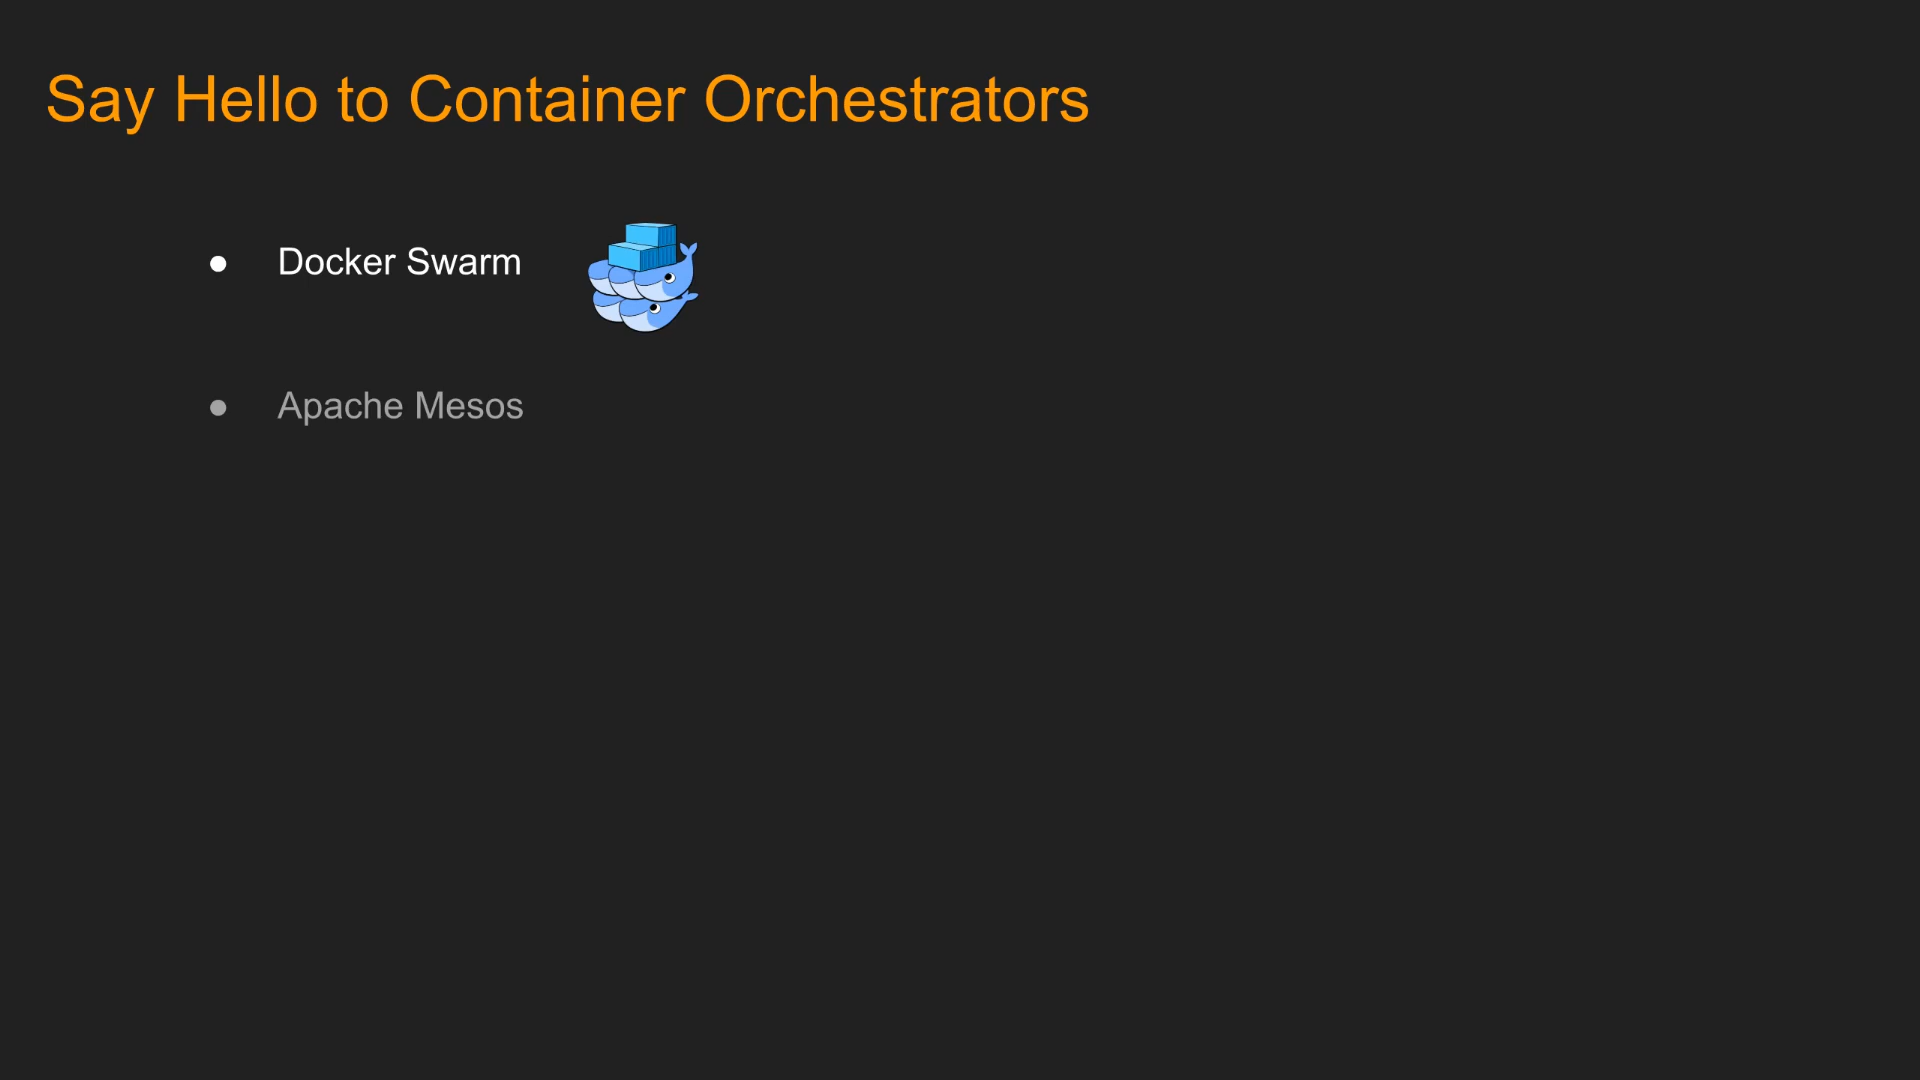 Say Hello to Container Orchestrators
● Docker Swarm
● Apache Mesos